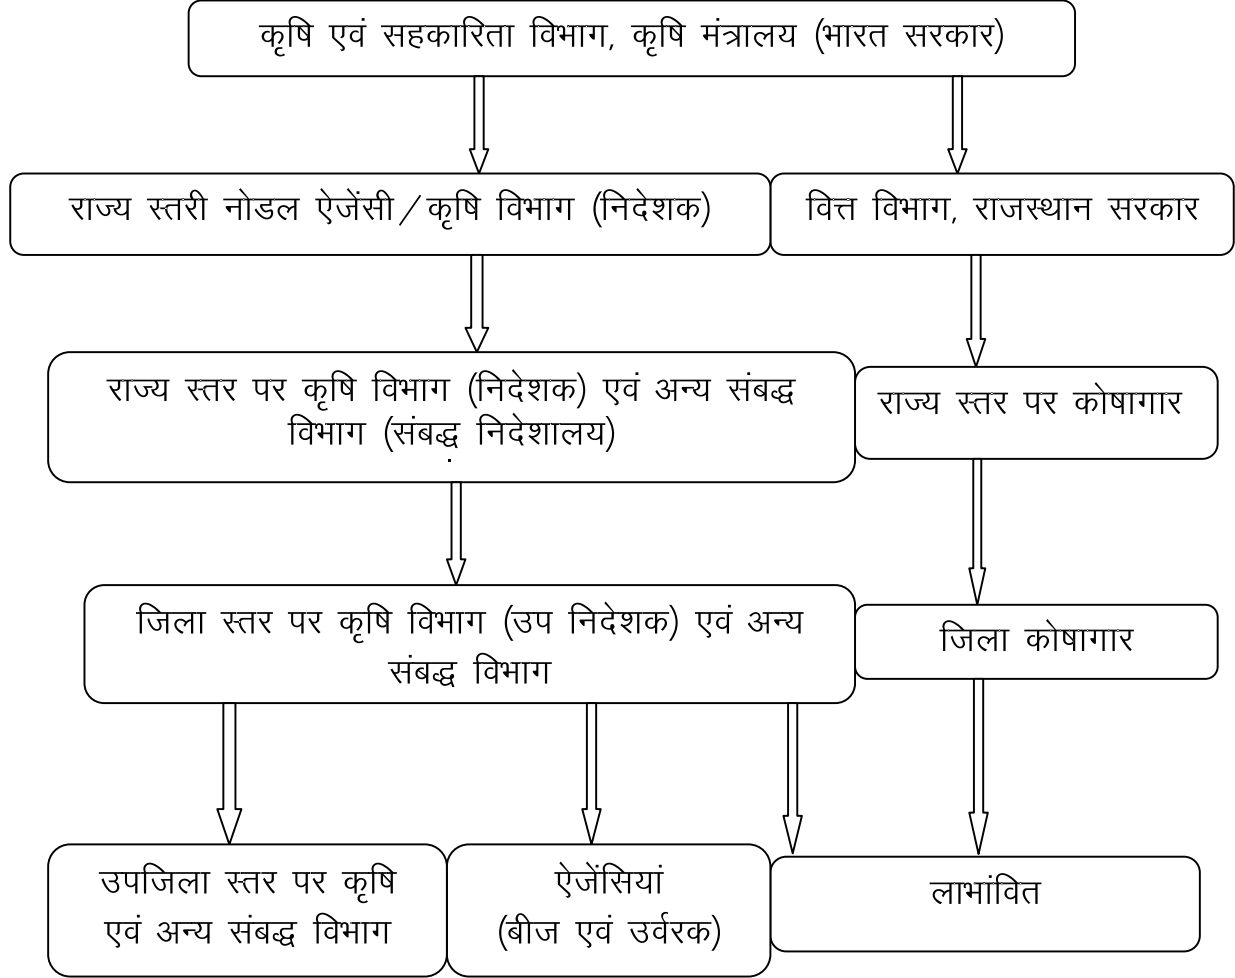 कृषि एवं सहकारिता विभाग, कृषि मंत्रालय (भारत सरकार)
राज्य स्तरी नोडल ऐजेंसी/कृषि विभाग (निदेशक)
वित्त विभाग, राजस्थान सरकार
राज्य स्तर पर कृषि विभाग (निदेशक) एवं अन्य संबद्ध
विभाग (संबद्ध निदेशालय)
.
राज्य स्तर पर कोषागार
जिला स्तर पर कृषि विभाग (उप निदेशक) एवं अन्य
संबद्ध विभाग
जिला कोषागार
उपजिला स्तर पर कृषि
एवं अन्य संबद्ध विभाग
ऐजेंसियां
(बीज एवं उर्वरक)
लाभांवित